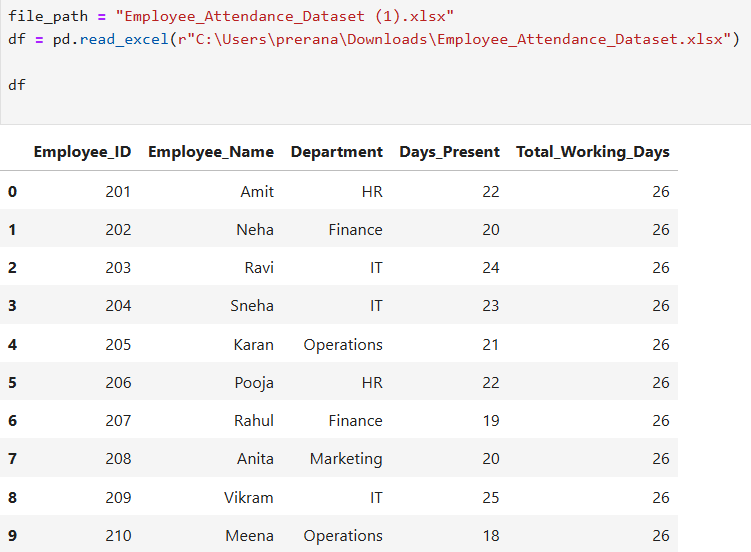 file_path = "Employee_Attendance_Dataset (1).xlsx"
df = pd.read_excel(r"C:\Users\prerana\Downloads\Employee_Attendance_Dataset.xlsx")
df
Employee_ID Employee_Name Department Days_Present Total_Working_Days
0 201 Amit HR 22 26
1 202 Neha Finance 20 26
2 203 Ravi IT 24 26
3 204 Sneha IT 23 26
4 205 Karan Operations 21 26
5 206 Pooja HR 22 26
6 207 Rahul Finance 19 26
7 208 Anita Marketing 20 26
8 209 Vikram IT 25 26
9 210 Meena Operations 18 26